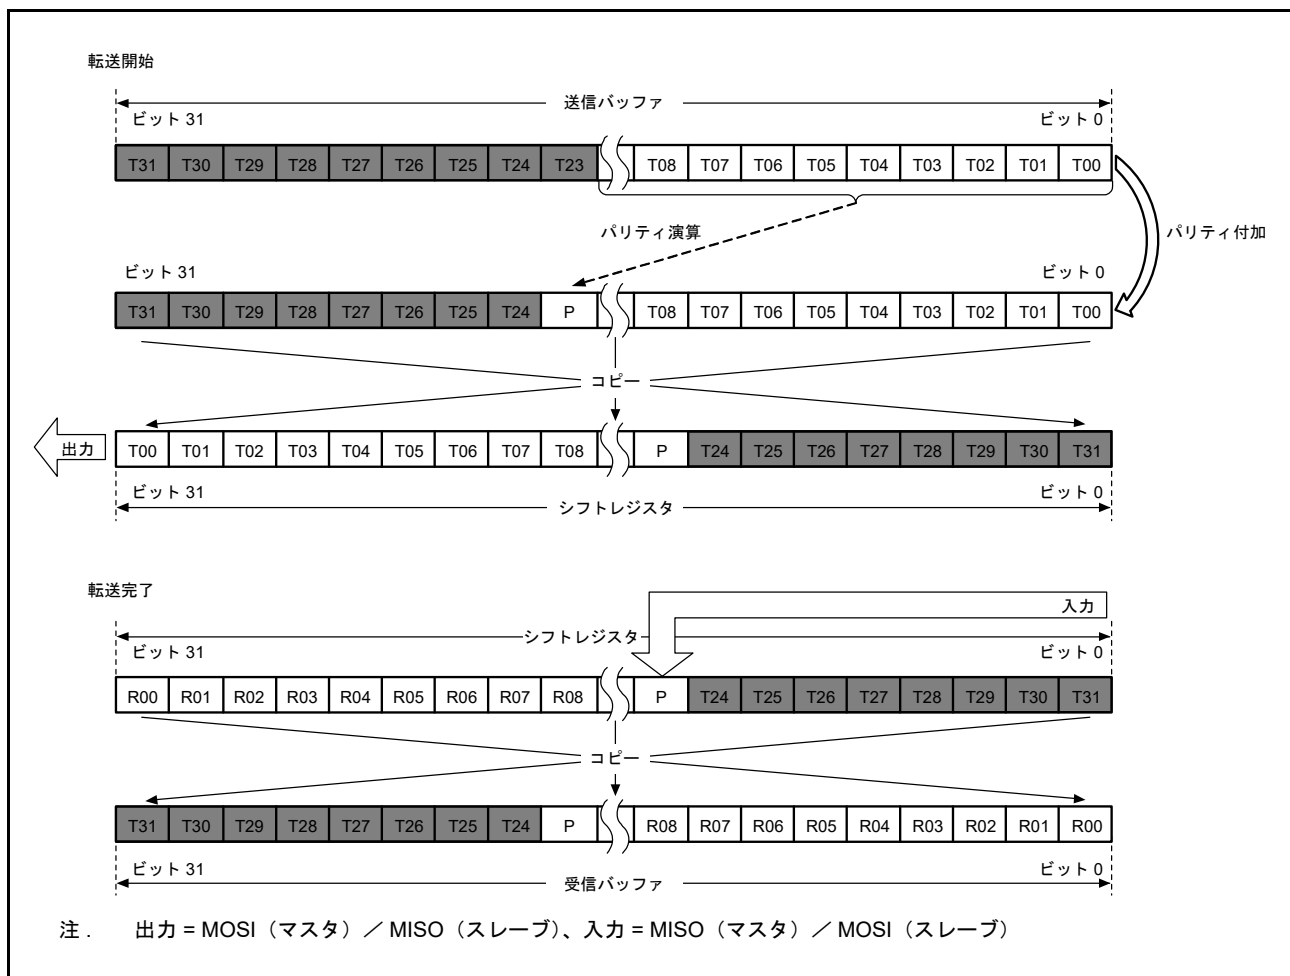 転送開始
送信バッファ
ビット 31 ビット 0
T31 T30 T29 T28 T27 T26 T25 T24 T23 T08 T07 T06 T05 T04 T03 T02 T01 T00
パリティ演算 パリティ付加
ビット 31 ビット 0
T31 T30 T29 T28 T27 T26 T25 T24 P T08 T07 T06 T05 T04 T03 T02 T01 T00
コピー
出力 T00 T01 T02 T03 T04 T05 T06 T07 T08 P T24 T25 T26 T27 T28 T29 T30 T31
ビット 31 ビット 0
シフトレジスタ
転送完了
入力
シフトレジスタ
ビット 31 ビット 0
R00 R01 R02 R03 R04 R05 R06 R07 R08 P T24 T25 T26 T27 T28 T29 T30 T31
コピー
T31 T30 T29 T28 T27 T26 T25 T24 P R08 R07 R06 R05 R04 R03 R02 R01 R00
ビット 31 ビット 0
受信バッファ
注 . 出力 = MOSI（マスタ）／ MISO（スレーブ）、入力 = MISO（マスタ）／ MOSI（スレーブ）